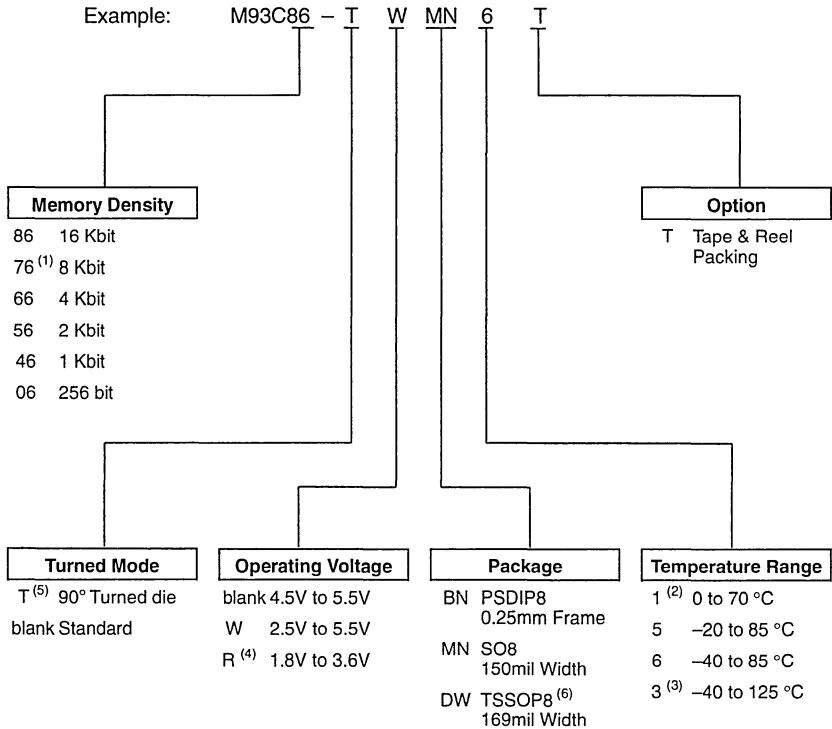 Example: M93C86 – T W MN 6 T
Memory Density
86 16 Kbit
76 (1) 8 Kbit
66 4 Kbit
56 2 Kbit
46 1 Kbit
06 256 bit
Option
T Tape & Reel
Packing
Turned Mode
T (5) 90° Turned die
blank Standard
Operating Voltage
blank 4.5V to 5.5V
W 2.5V to 5.5V
R (4) 1.8V to 3.6V
Package
BN PSDIP8
0.25mm Frame
MN SO8
150mil Width
DW TSSOP8 (6)
169mil Width
Temperature Range
1 (2) 0 to 70 °C
5 –20 to 85 °C
6 –40 to 85 °C
3 (3) –40 to 125 °C